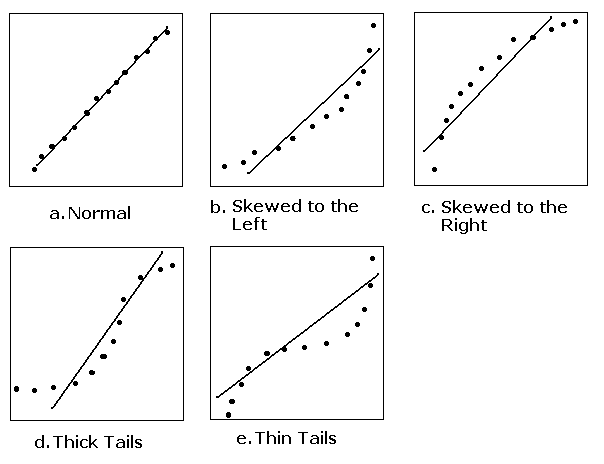 a. Normal
b. Skewed to the
Left
c. Skewed to the
Right
d. Thick Tails
e. Thin Tails